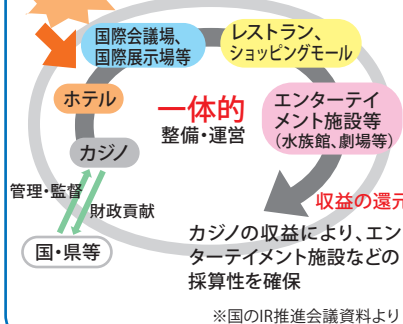 国際会議場、
国際展示場等
レストラン、
ショッピングモール
ホテル
一体的
整備・運営
エンターテイ
メント施設等
(水族館、劇場等)
カジノ
管理・監督
財政貢献
収益の還元
国・県等
カジノの収益により、エン
ターテイメント施設などの
採算性を確保
※国のIR推進会議資料より